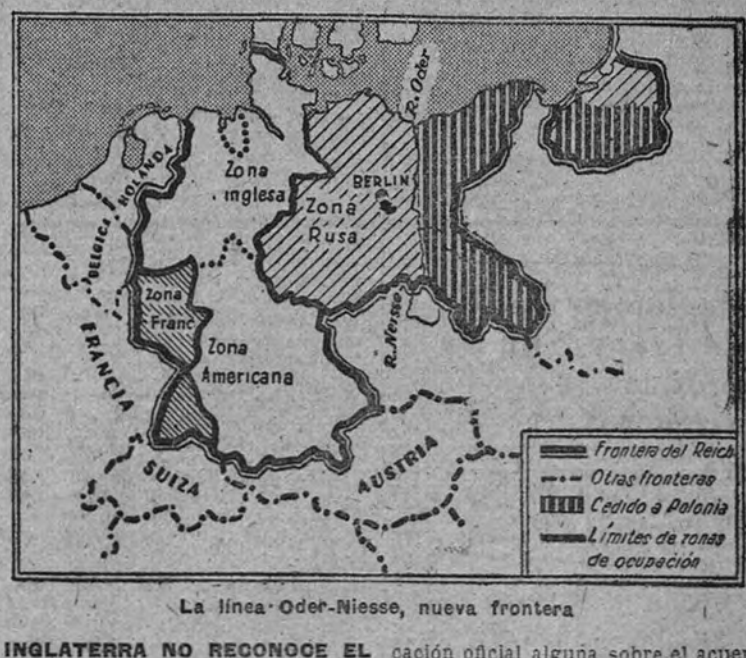 R. Oder
HOLANDA
Zona
Inglesa
BERLIN
Zona
Rusa
BELGICA
Zona
Franc
R. Neisse
FRANCIA
Zona
Americana
SUIZA
AUSTRIA
Frontera del Reich
Otras fronteras
Cedido a Polonia
Límites de zonas
de ocupación
La línea Oder-Niesse, nueva frontera
INGLATERRA NO RECONOCE EL
cación oficial alguna sobre el acuer